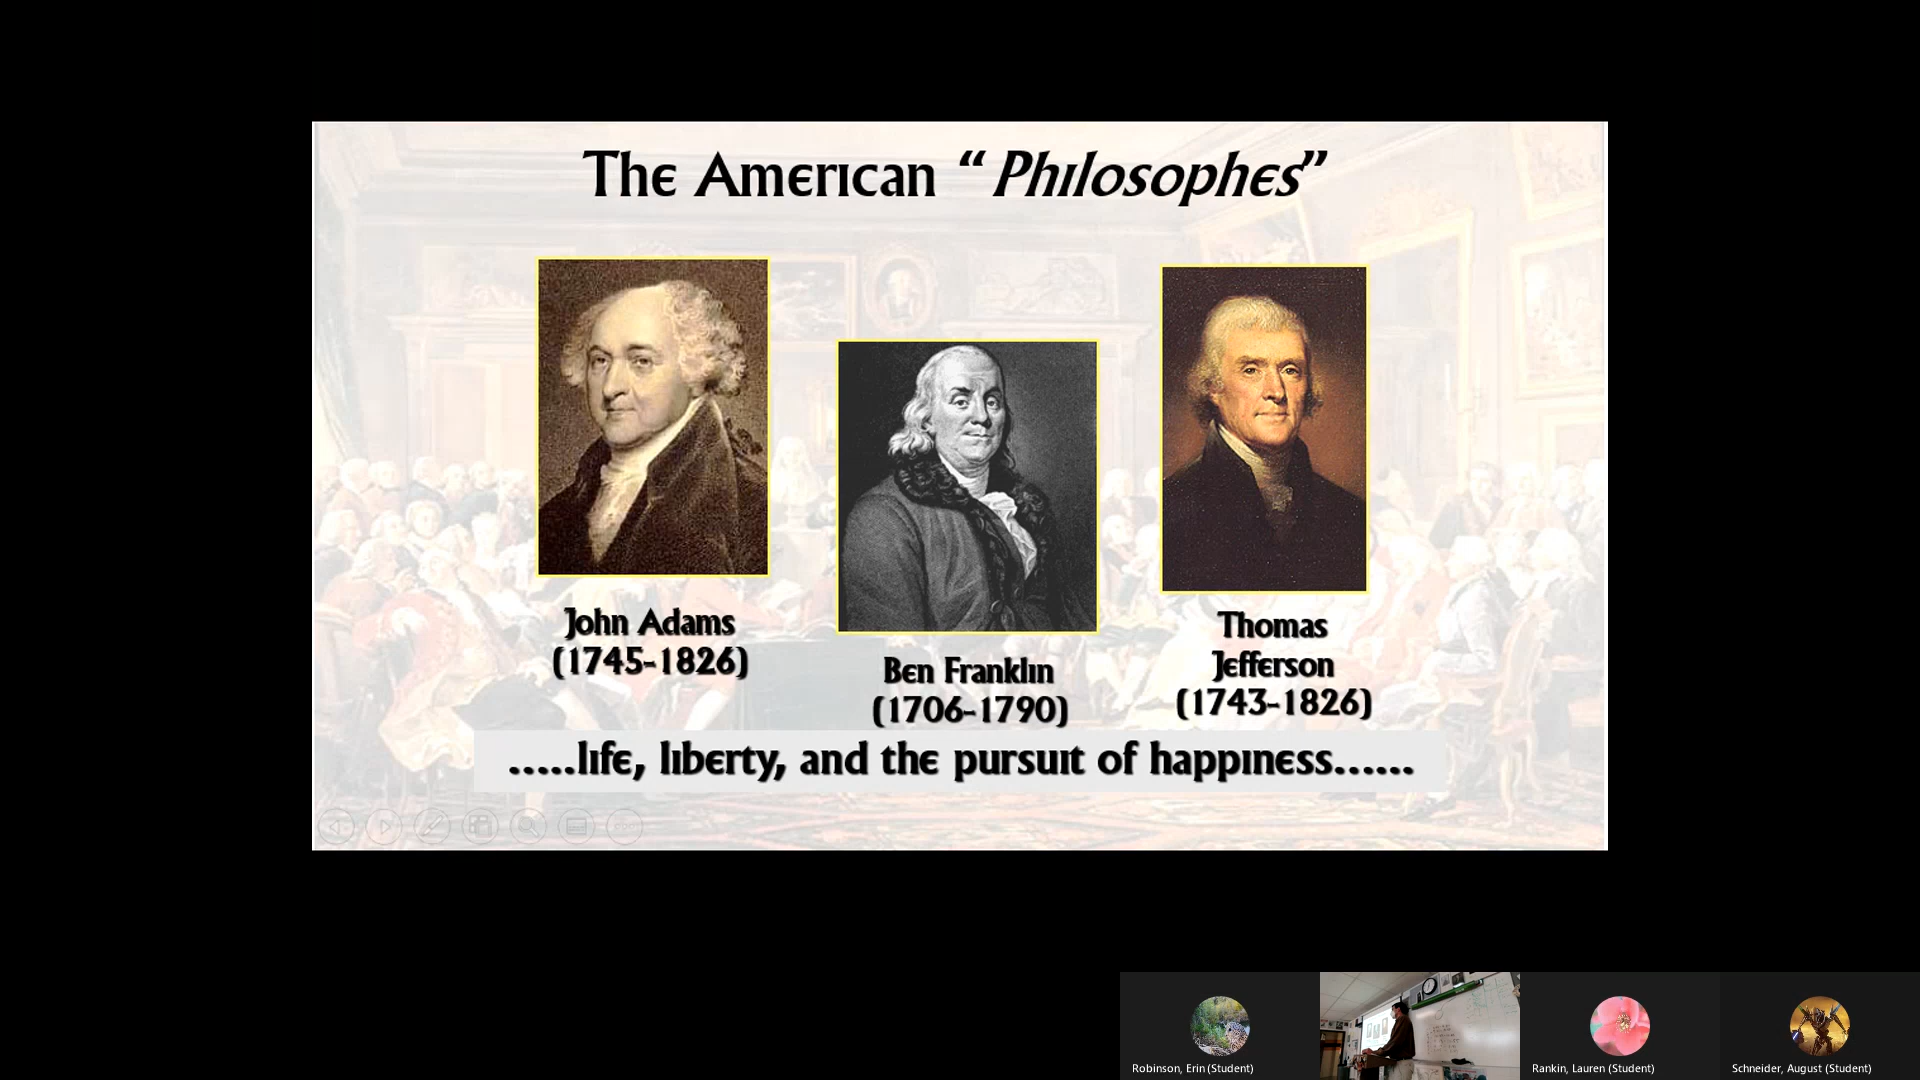 The American “Philosophes”
John Adams
(1745-1826)
Ben Franklin
(1706-1790)
Thomas
Jefferson
(1743-1826)
.....life, liberty, and the pursuit of happiness......
Robinson, Erin (Student)
Rankin, Lauren (Student)
Schneider, August (Student)